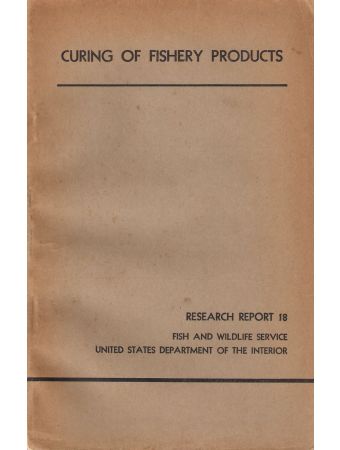 CURING OF FISHERY PRODUCTS
RESEARCH REPORT 18
FISH AND WILDLIFE SERVICE
UNITED STATES DEPARTMENT OF THE INTERIOR